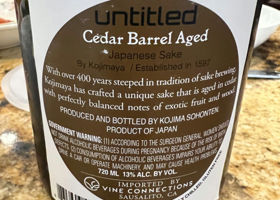 untitled
Cedar Barrel Aged
Japanese Sake
By Kojimaya / Established in 1597
With over 400 years steeped in tradition of sake brewing,
Kojimaya has crafted a unique sake that is aged in cedar
with perfectly balanced notes of exotic fruit and wood.
PRODUCED AND BOTTLED BY KOJIMA SOHONTEN
PRODUCT OF JAPAN
GOVERNMENT WARNING: (1) ACCORDING TO THE SURGEON GENERAL, WOMEN SHOULD
NOT DRINK ALCOHOLIC BEVERAGES DURING PREGNANCY BECAUSE OF THE RISK OF BIRTH
DEFECTS. (2) CONSUMPTION OF ALCOHOLIC BEVERAGES IMPAIRS YOUR ABILITY TO
DRIVE A CAR OR OPERATE MACHINERY, AND MAY CAUSE HEALTH PROBLEMS.
720 ML 13% ALC. BY VOL.
IMPORTED BY
VINE CONNECTIONS
SAUSALITO, CA